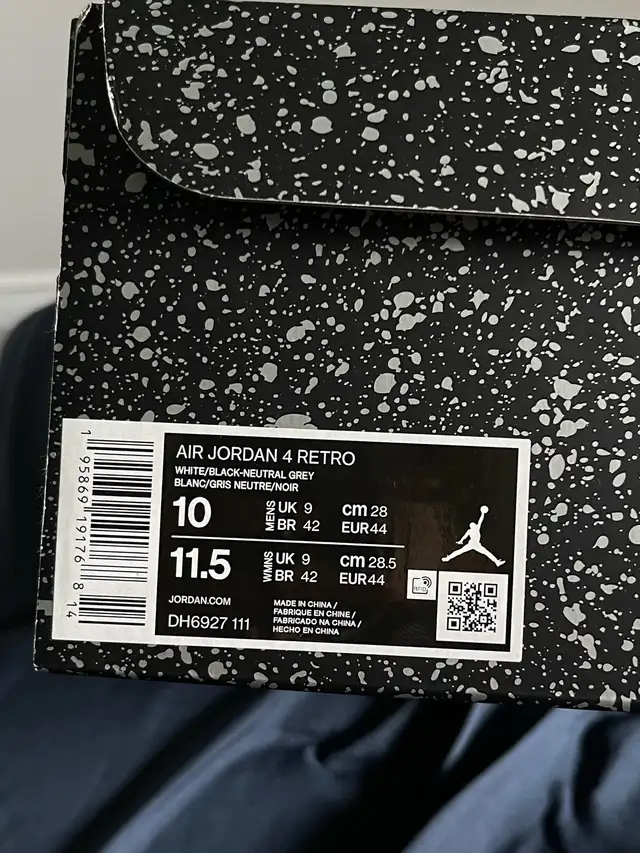 AIR JORDAN 4 RETRO
WHITE/BLACK-NEUTRAL GREY
BLANC/GRIS NEUTRE/NOIR
10 MENS UK 9 cm 28
BR 42 EUR 44
11.5 WMNS UK 9 cm 28.5
BR 42 EUR 44
JORDAN.COM
DH6927 111
MADE IN CHINA /
FABRIQUE EN CHINE /
FABRICADO NA CHINA /
HECHO EN CHINA
RFID
1 95869 19176 8 14